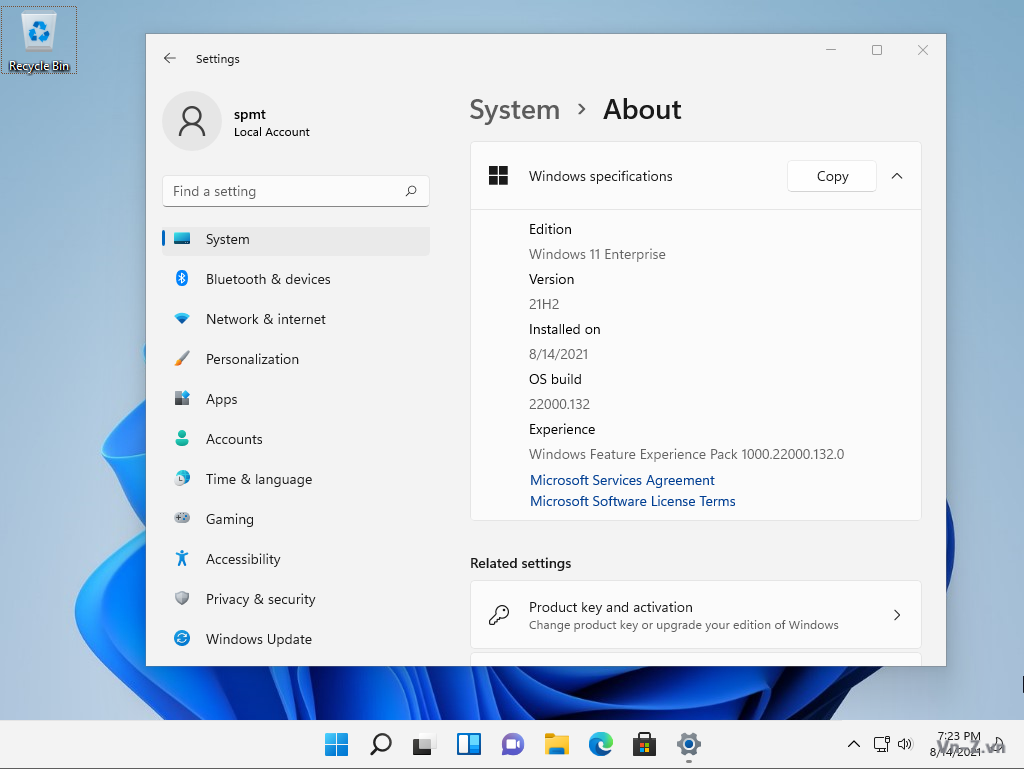 Recycle Bin
Settings
spmt
Local Account
Find a setting
System
Bluetooth & devices
Network & internet
Personalization
Apps
Accounts
Time & language
Gaming
Accessibility
Privacy & security
Windows Update
System › About
Windows specifications
Copy
Edition
Windows 11 Enterprise
Version
21H2
Installed on
8/14/2021
OS build
22000.132
Experience
Windows Feature Experience Pack 1000.22000.132.0
Microsoft Services Agreement
Microsoft Software License Terms
Related settings
Product key and activation
Change product key or upgrade your edition of Windows
7:23 PM
8/14/2021
Vn-Z.vn